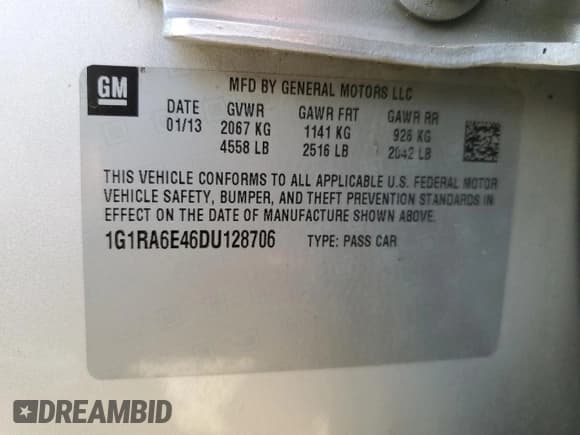 GM
MFD BY GENERAL MOTORS LLC
DATE GVWR GAWR FRT GAWR RR
01/13 2067 KG 1141 KG 926 KG
4558 LB 2516 LB 2042 LB
THIS VEHICLE CONFORMS TO ALL APPLICABLE U.S. FEDERAL MOTOR
VEHICLE SAFETY, BUMPER, AND THEFT PREVENTION STANDARDS IN
EFFECT ON THE DATE OF MANUFACTURE SHOWN ABOVE.
1G1RA6E46DU128706 TYPE: PASS CAR
DREAMBID